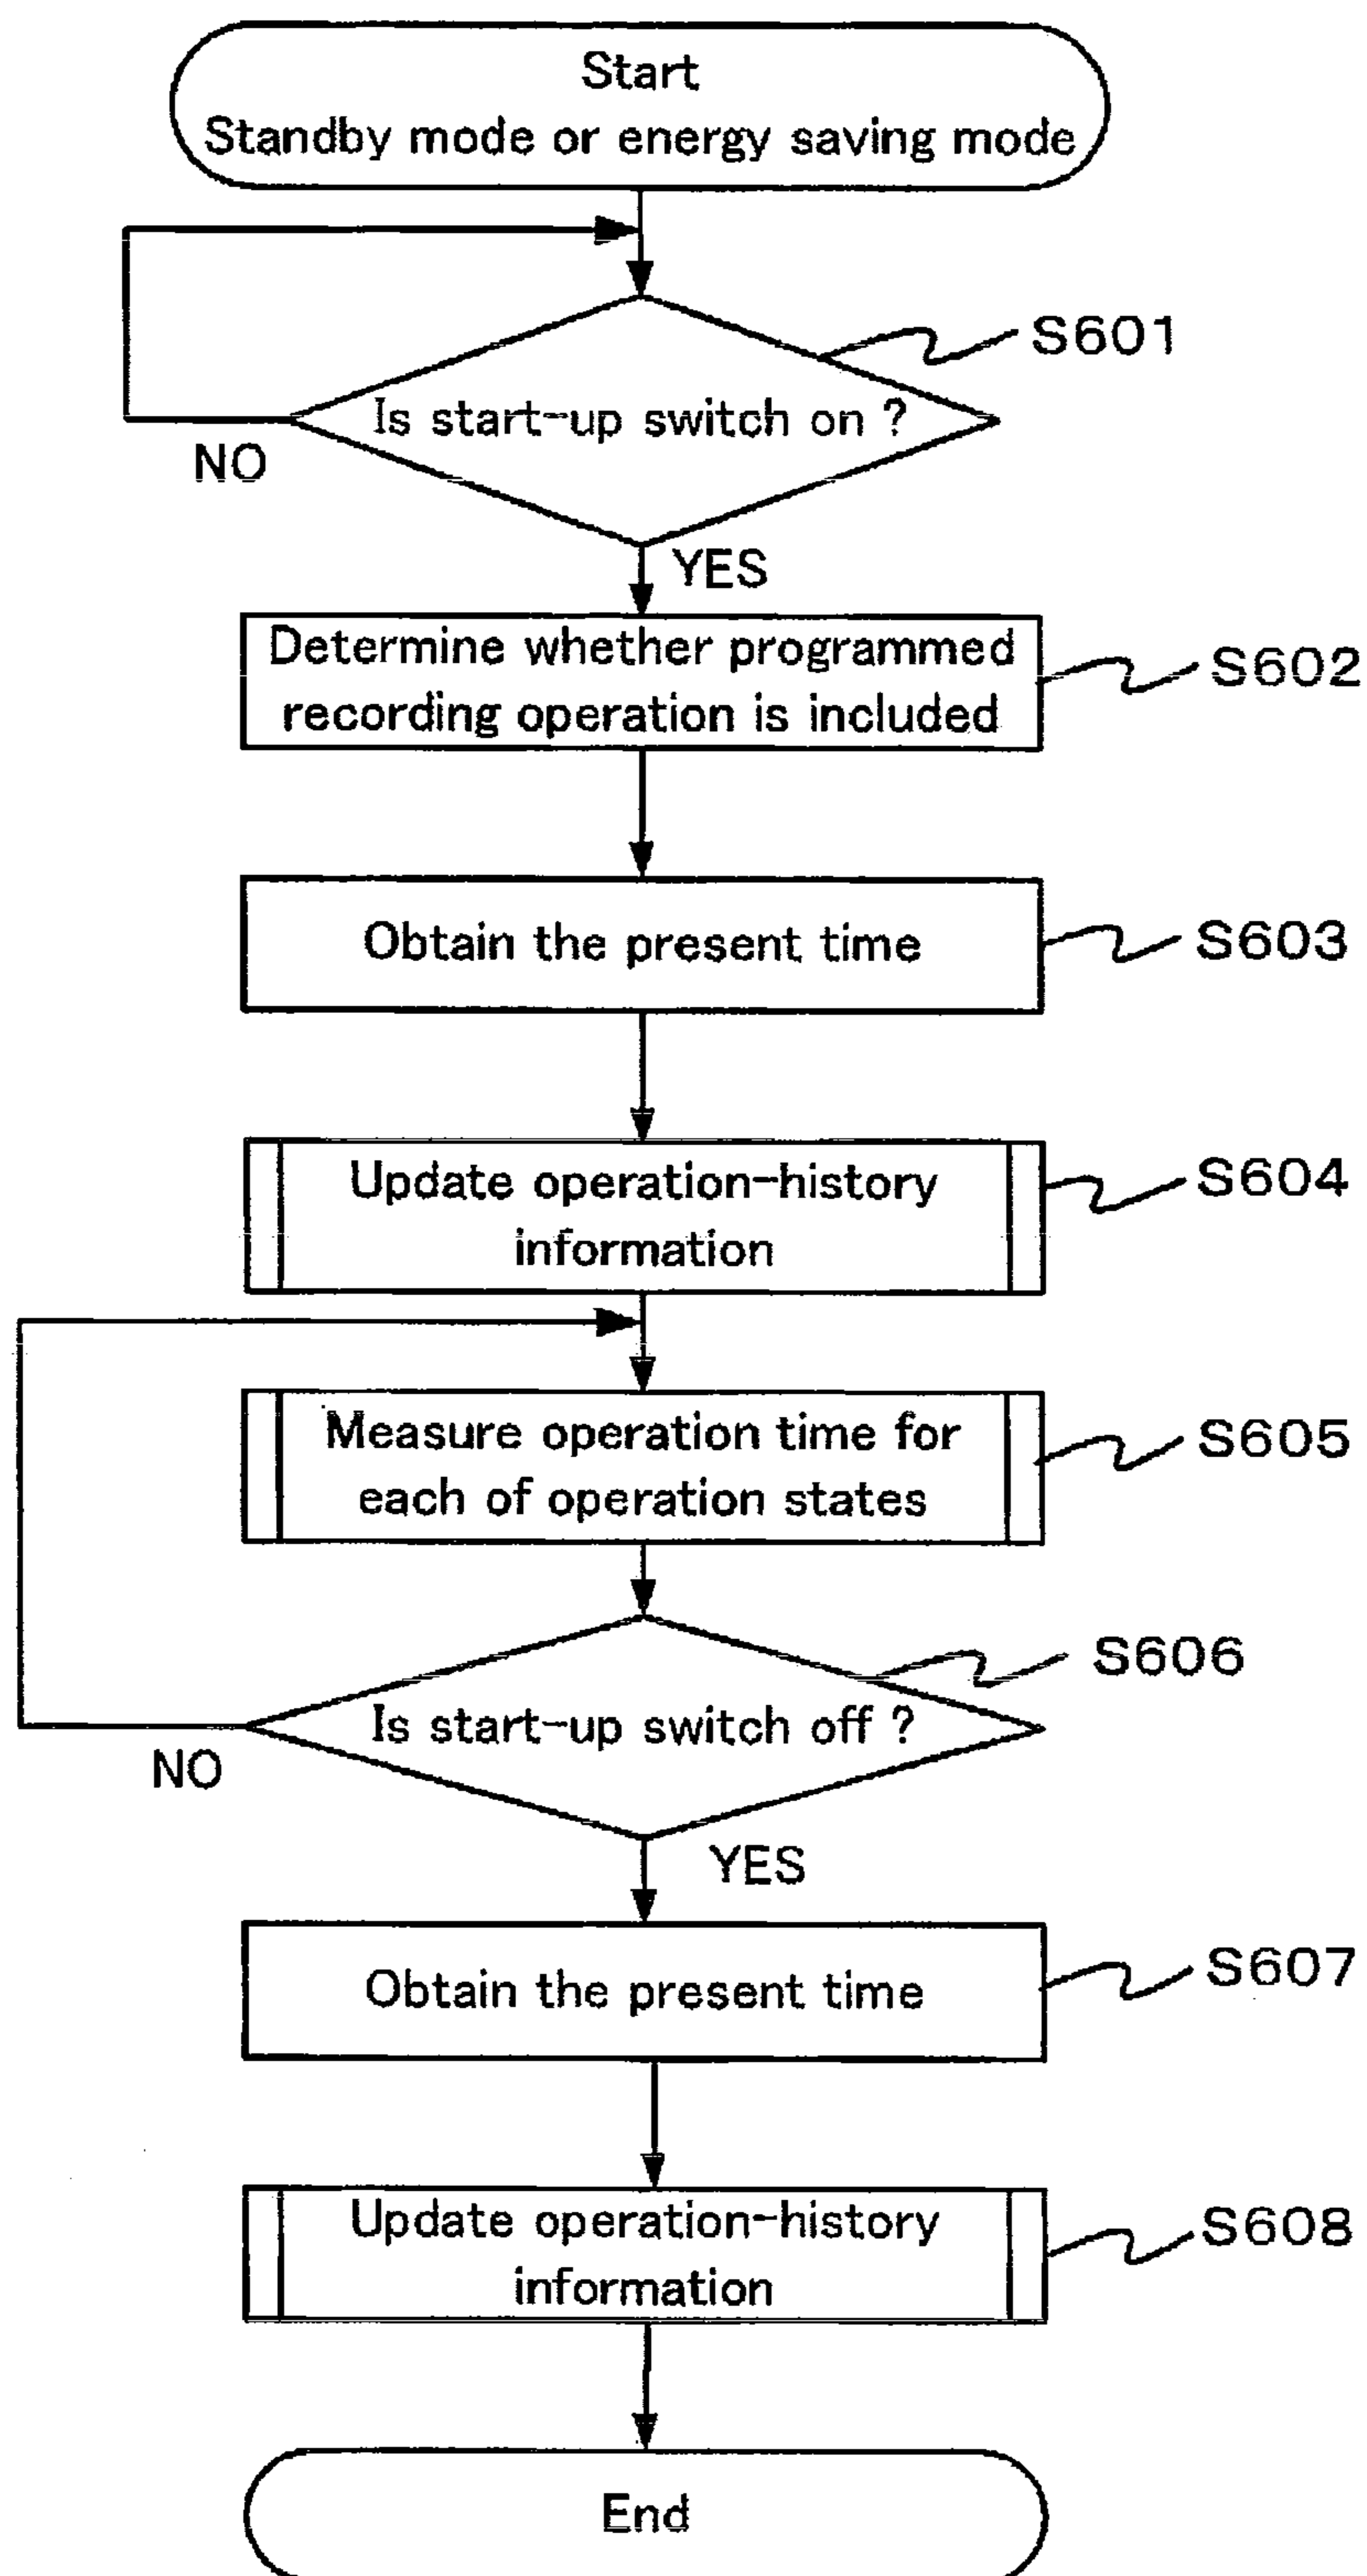 Start
Standby mode or energy saving mode
S601
Is start-up switch on ?
NO
YES
Determine whether programmed
recording operation is included
S602
Obtain the present time
S603
Update operation-history
information
S604
Measure operation time for
each of operation states
S605
S606
Is start-up switch off ?
NO
YES
Obtain the present time
S607
Update operation-history
information
S608
End